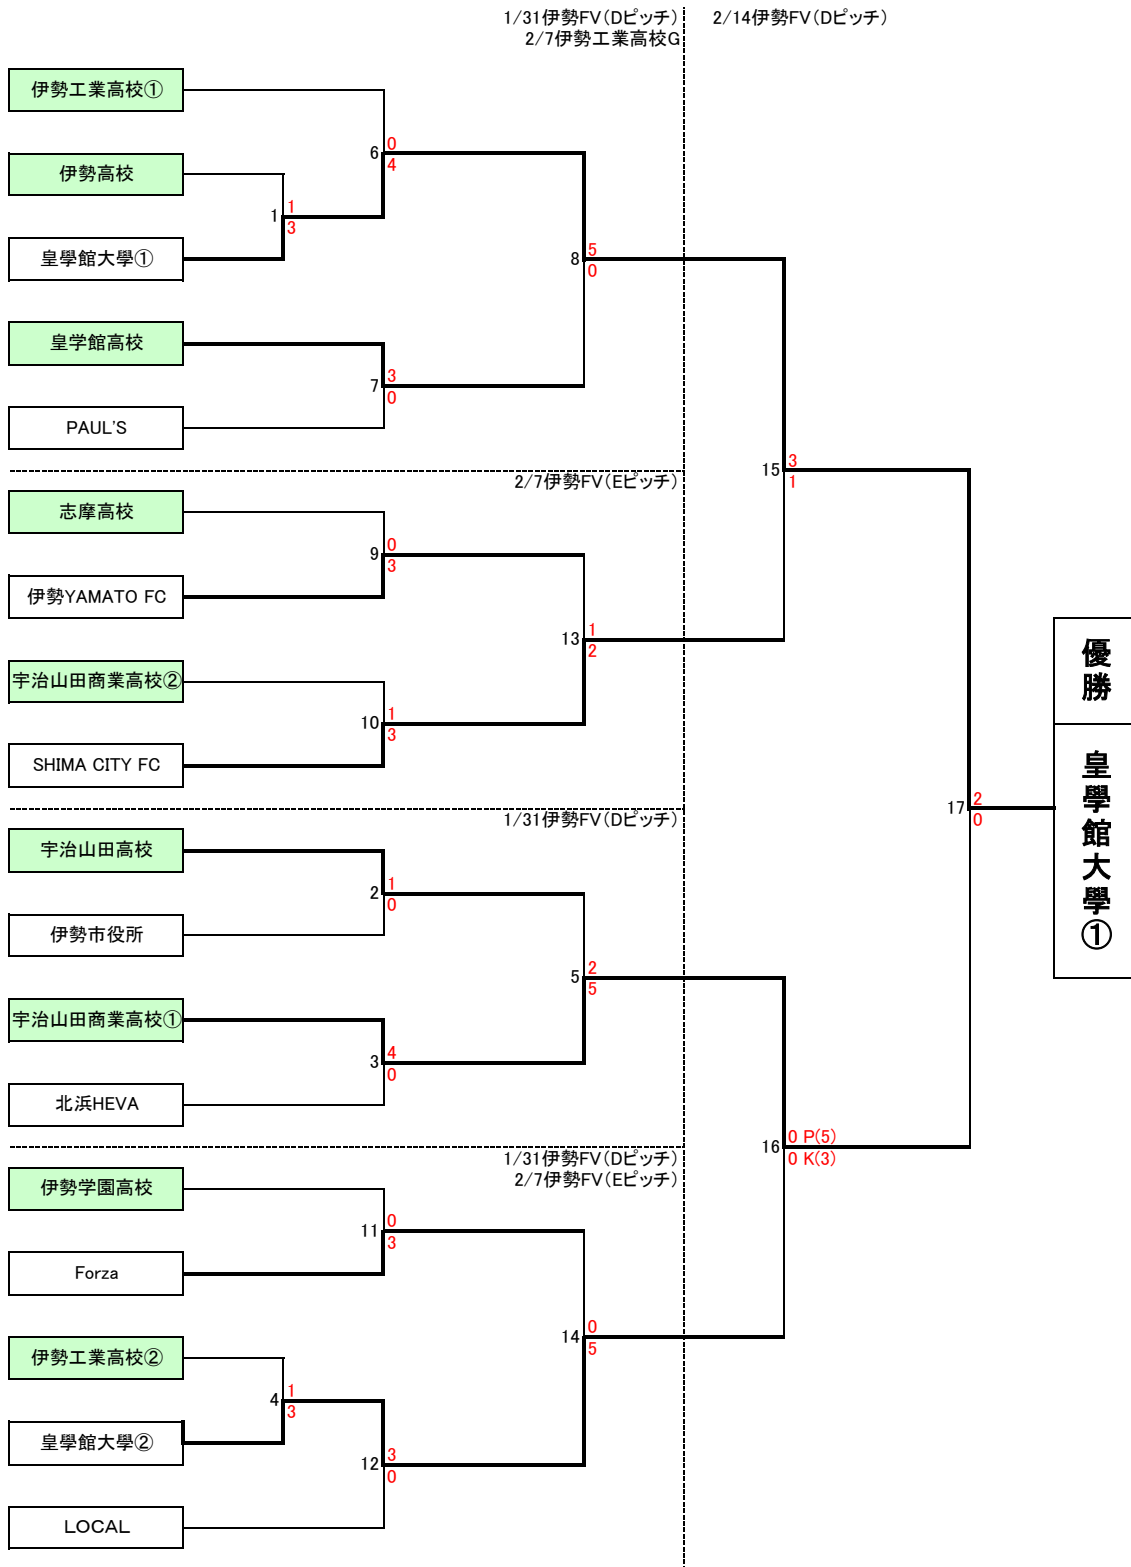 1/31伊勢FV(Dピッチ)
2/7伊勢工業高校G
2/14伊勢FV(Dピッチ)
伊勢工業高校①
6
0
4
伊勢高校
1
1
3
皇學館大學①
8
5
0
皇学館高校
7
3
0
PAUL'S
15
3
1
2/7伊勢FV(Eピッチ)
志摩高校
9
0
3
伊勢YAMATO FC
13
1
2
宇治山田商業高校②
10
1
3
SHIMA CITY FC
優勝
皇學館大學①
17
2
0
1/31伊勢FV(Dピッチ)
宇治山田高校
2
1
0
伊勢市役所
5
2
5
宇治山田商業高校①
3
4
0
北浜HEVA
16
0 P(5)
0 K(3)
1/31伊勢FV(Dピッチ)
2/7伊勢FV(Eピッチ)
伊勢学園高校
11
0
3
Forza
14
0
5
伊勢工業高校②
4
1
3
皇學館大學②
12
3
0
LOCAL